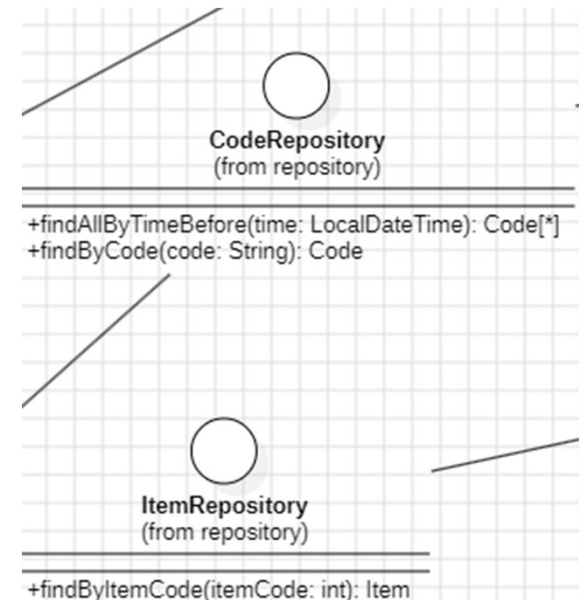 CodeRepository
(from repository)
+findAllByTimeBefore(time: LocalDateTime): Code[*]
+findByCode(code: String): Code
ItemRepository
(from repository)
+findByItemCode(itemCode: int): Item